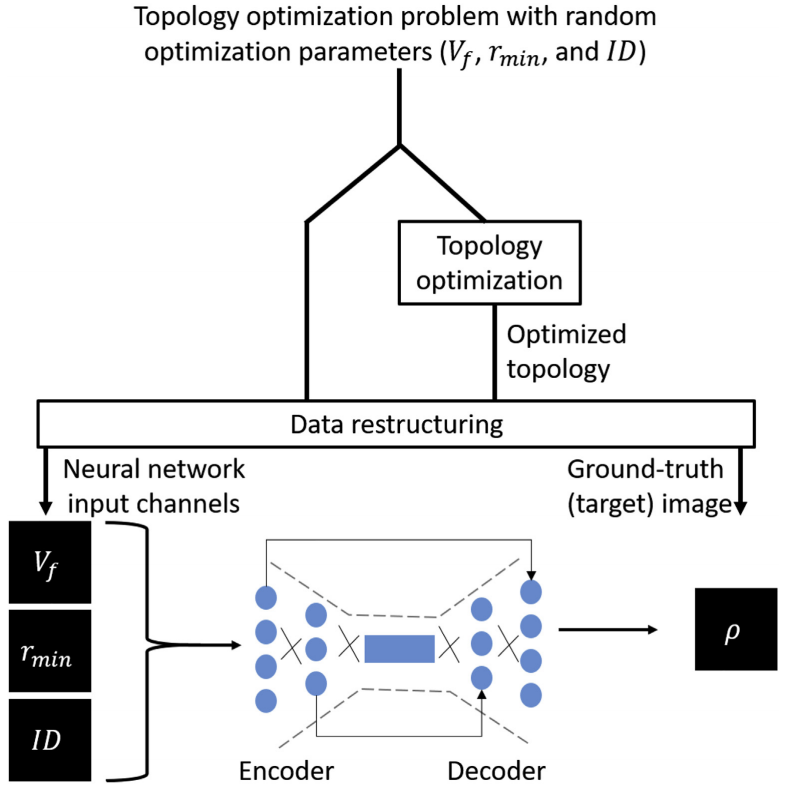 Topology optimization problem with random
optimization parameters (V_f, r_min, and ID)
Topology
optimization
Optimized
topology
Data restructuring
Neural network
input channels
Ground-truth
(target) image
V_f
r_min
ID
ρ
Encoder
Decoder